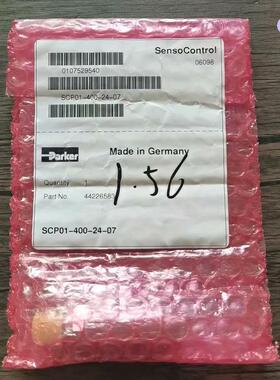 SensoControl
06098
0107529540
SCP01-400-24-07
Parker
Made in Germany
1.56
Quantity 1
Part No.
SCP01-400-24-07